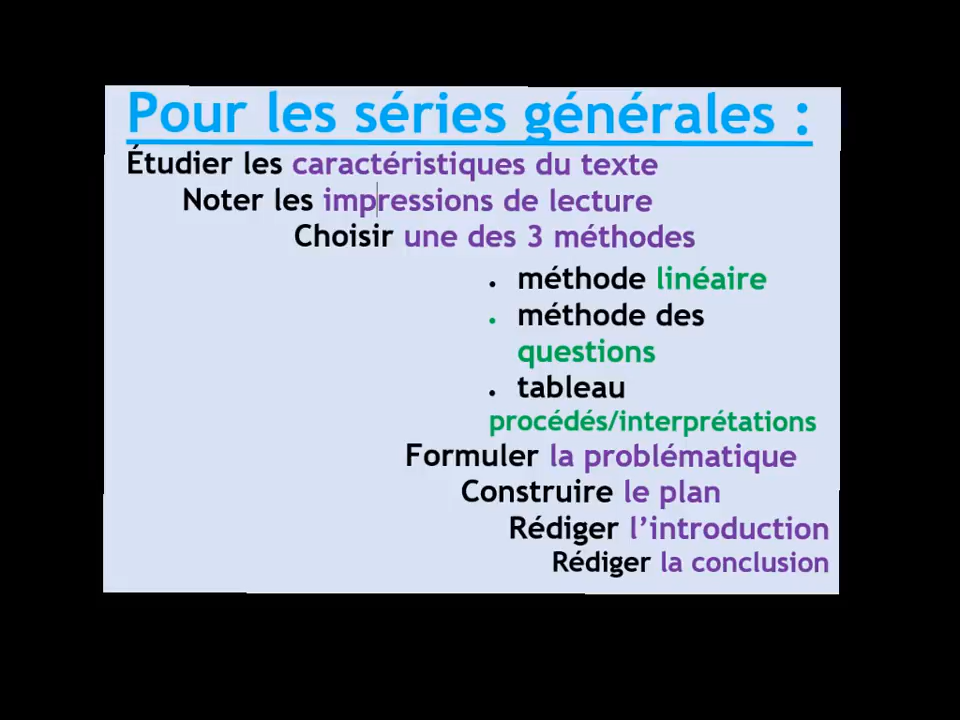 Pour les séries générales :
Étudier les caractéristiques du texte
Noter les impressions de lecture
Choisir une des 3 méthodes
• méthode linéaire
• méthode des
questions
• tableau
procédés/interprétations
Formuler la problématique
Construire le plan
Rédiger l’introduction
Rédiger la conclusion